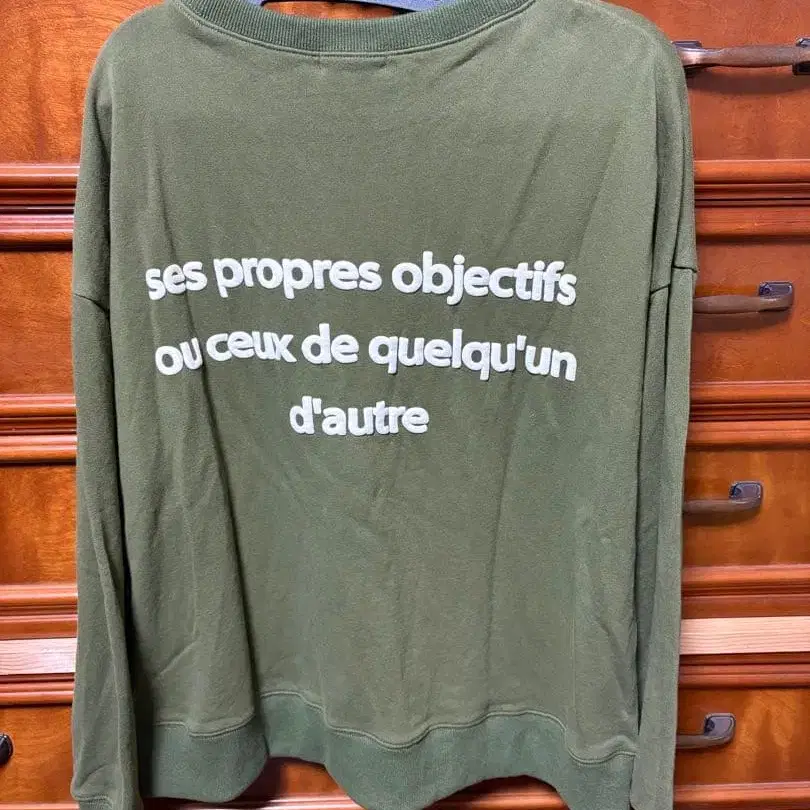 ses propres objectifs
ou ceux de quelqu'un
d'autre